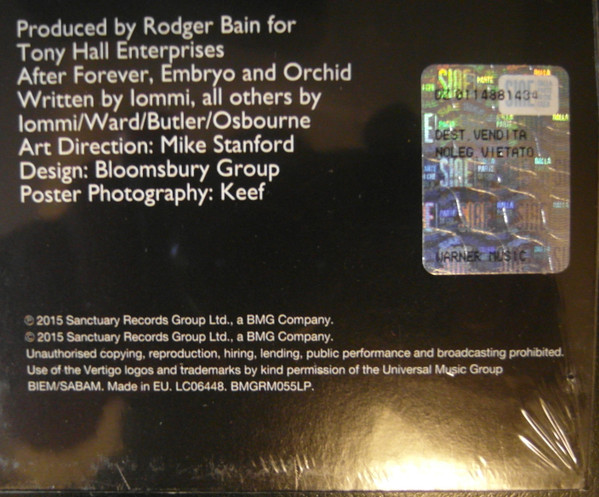 Produced by Rodger Bain for
Tony Hall Enterprises
After Forever, Embryo and Orchid
Written by Iommi, all others by
Iommi/Ward/Butler/Osbourne
Art Direction: Mike Stanford
Design: Bloomsbury Group
Poster Photography: Keef
SIAE
DEST.VENDITA
NOLEG.VIETATO
WARNER MUSIC
℗ 2015 Sanctuary Records Group Ltd., a BMG Company.
© 2015 Sanctuary Records Group Ltd., a BMG Company.
Unauthorised copying, reproduction, hiring, lending, public performance and broadcasting prohibited.
Use of the Vertigo logos and trademarks by kind permission of the Universal Music Group
BIEM/SABAM. Made in EU. LC06448. BMGRM055LP.